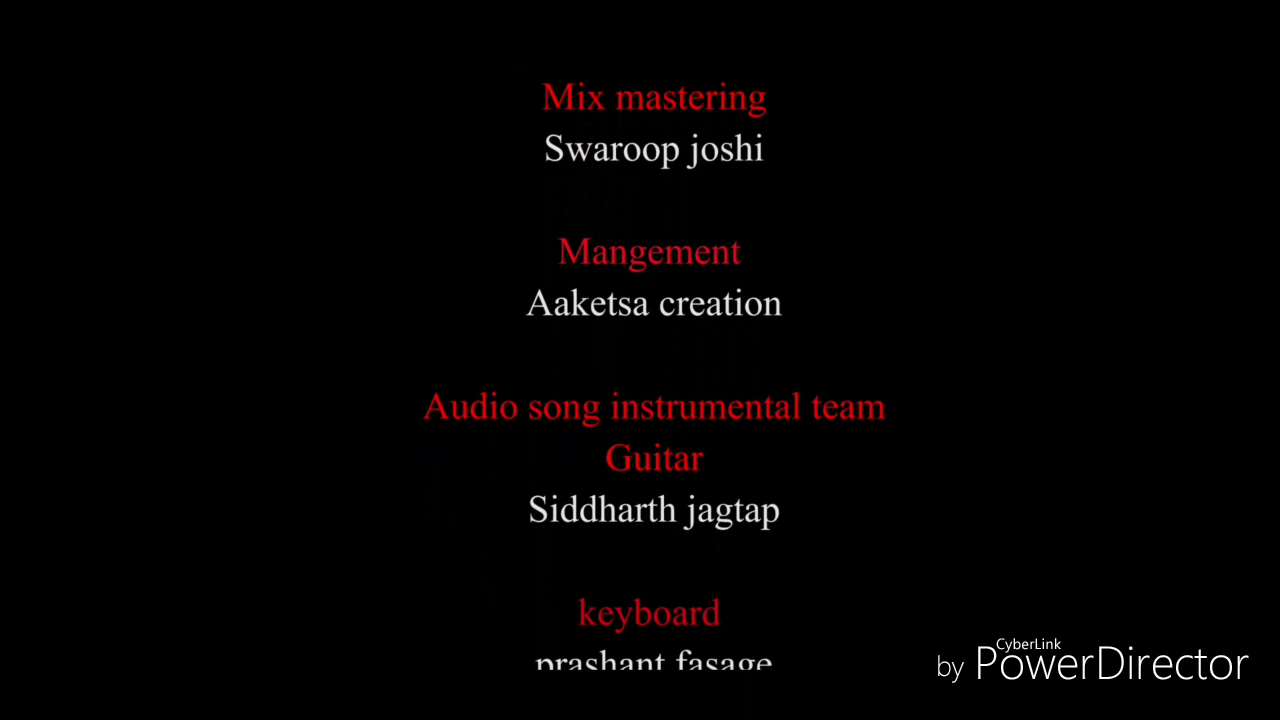 Mix mastering
Swaroop joshi
Mangement
Aaketsa creation
Audio song instrumental team
Guitar
Siddharth jagtap
keyboard
prashant fasage
CyberLink
by PowerDirector